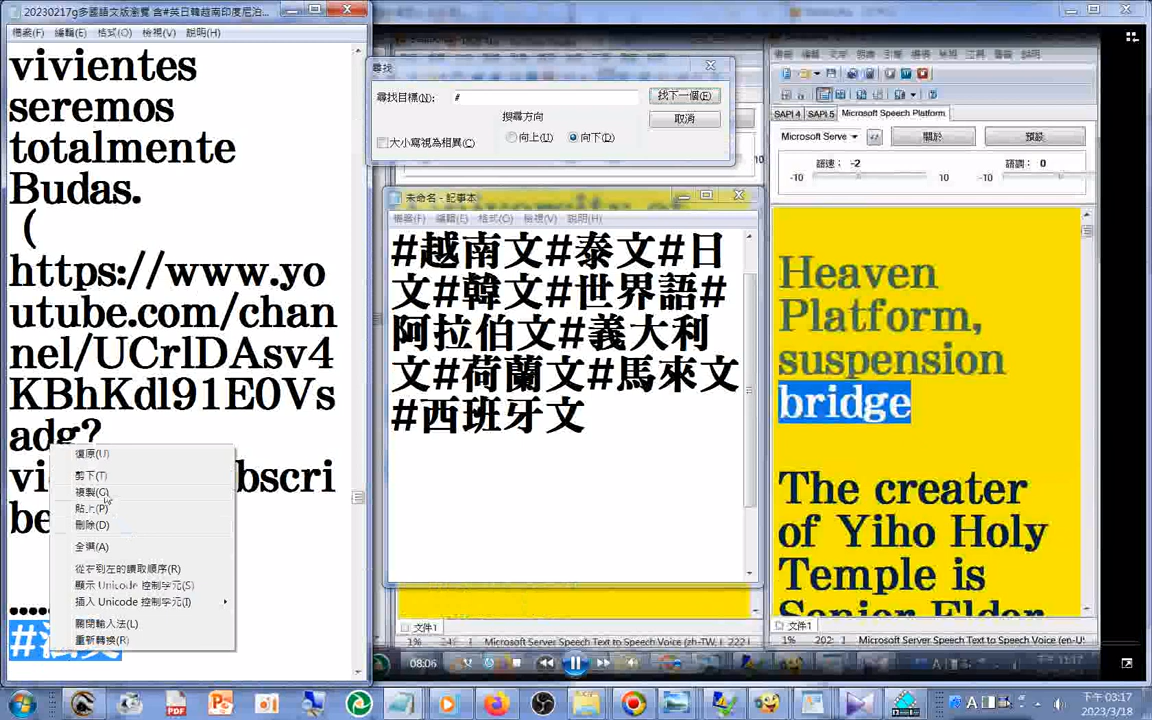 20230217g多國語文版瀏覽 含#英日韓越南印度尼泊...
檔案(F) 編輯(E) 格式(O) 檢視(V) 說明(H)
vivientes
seremos
totalmente
Budas.
(
https://www.yo
utube.com/chan
nel/UCrlDAsv4
KBhKdl91E0Vs
adg?
復原(U)
剪下(T)
複製(C)
貼上(P)
刪除(D)
全選(A)
從右到左的讀取順序(R)
顯示 Unicode 控制字元(S)
插入 Unicode 控制字元(I)
關閉輸入法(L)
重新轉換(R)
尋找
尋找目標(N):
#
找下一個(F)
搜尋方向
取消
大小寫視為相異(C)
向上(U)
向下(D)
未命名 - 記事本
檔案(F) 編輯(E) 格式(O) 檢視(V) 說明(H)
#越南文#泰文#日
文#韓文#世界語#
阿拉伯文#義大利
文#荷蘭文#馬來文
#西班牙文
文件1
1% Microsoft Server Speech Text to Speech Voice (zh-TW,
08:06
SAPI 4 SAPI 5 Microsoft Speech Platform
Microsoft Serve
關於
預設
語速: -2
語調: 0
-10 10 -10
Heaven
Platform,
suspension
bridge
The creater
of Yiho Holy
Temple is
Senior Elder
文件1
1% 202: Microsoft Server Speech Text to Speech Voice (en-U
下午 03:17
2023/3/18